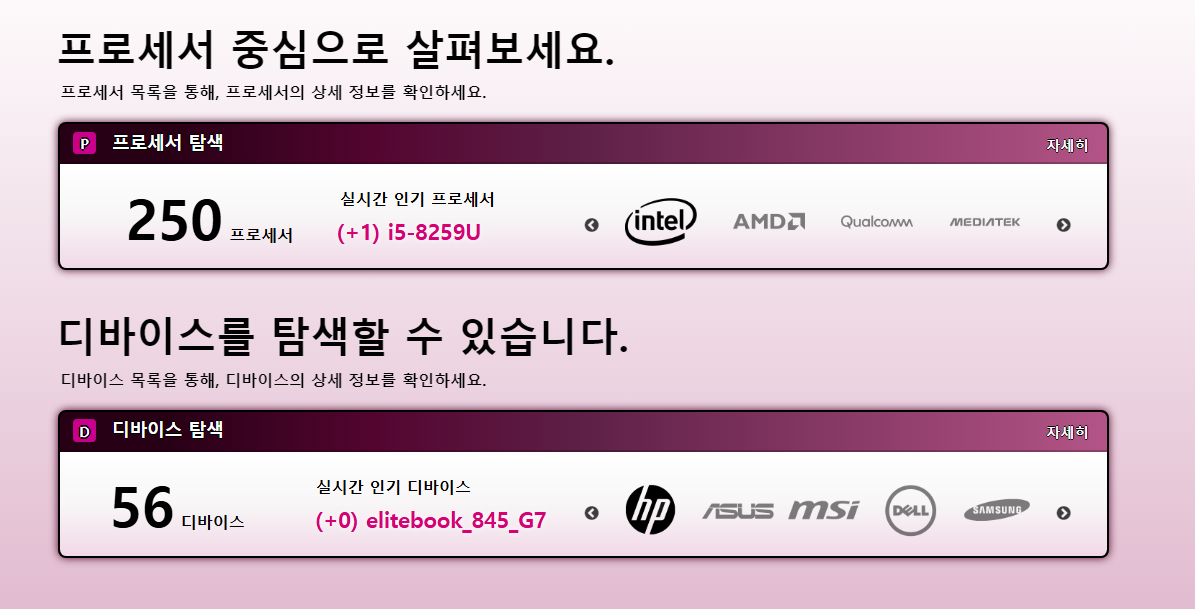 프로세서 중심으로 살펴보세요.
프로세서 목록을 통해, 프로세서의 상세 정보를 확인하세요.
P 프로세서 탐색 자세히
250 프로세서
실시간 인기 프로세서
(+1) i5-8259U
intel AMD Qualcomm MEDIATEK
디바이스를 탐색할 수 있습니다.
디바이스 목록을 통해, 디바이스의 상세 정보를 확인하세요.
D 디바이스 탐색 자세히
56 디바이스
실시간 인기 디바이스
(+0) elitebook_845_G7
hp ASUS msi DELL SAMSUNG